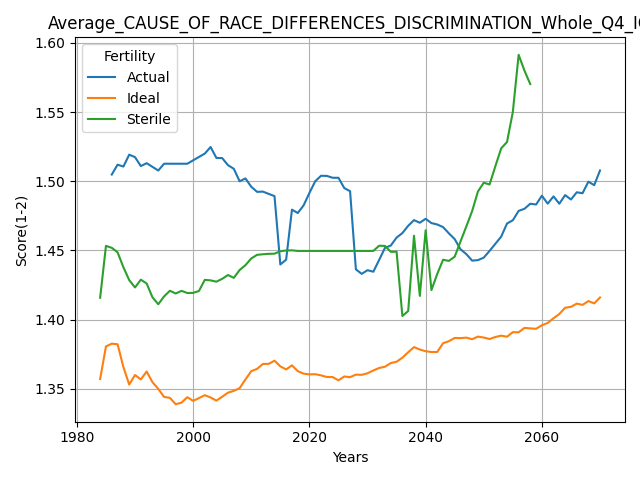 Average_CAUSE_OF_RACE_DIFFERENCES_DISCRIMINATION_Whole_Q4_I
Fertility
Actual
Ideal
Sterile
1.60
1.55
1.50
1.45
1.40
1.35
Score(1-2)
1980
2000
2020
2040
2060
Years